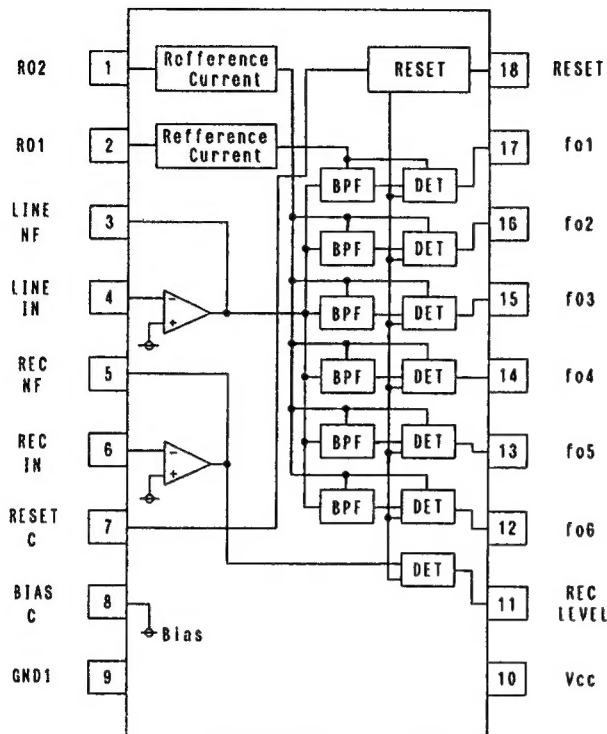 RO2
1
Refference
Current
RESET
18
RESET
RO1
2
Refference
Current
17
fo1
BPF
DET
LINE
NF
3
16
fo2
BPF
DET
LINE
IN
4
-
+
15
fo3
BPF
DET
REC
NF
5
14
fo4
BPF
DET
REC
IN
6
-
+
13
fo5
BPF
DET
RESET
C
7
12
fo6
BPF
DET
BIAS
C
8
Bias
DET
11
REC
LEVEL
GND1
9
10
Vcc